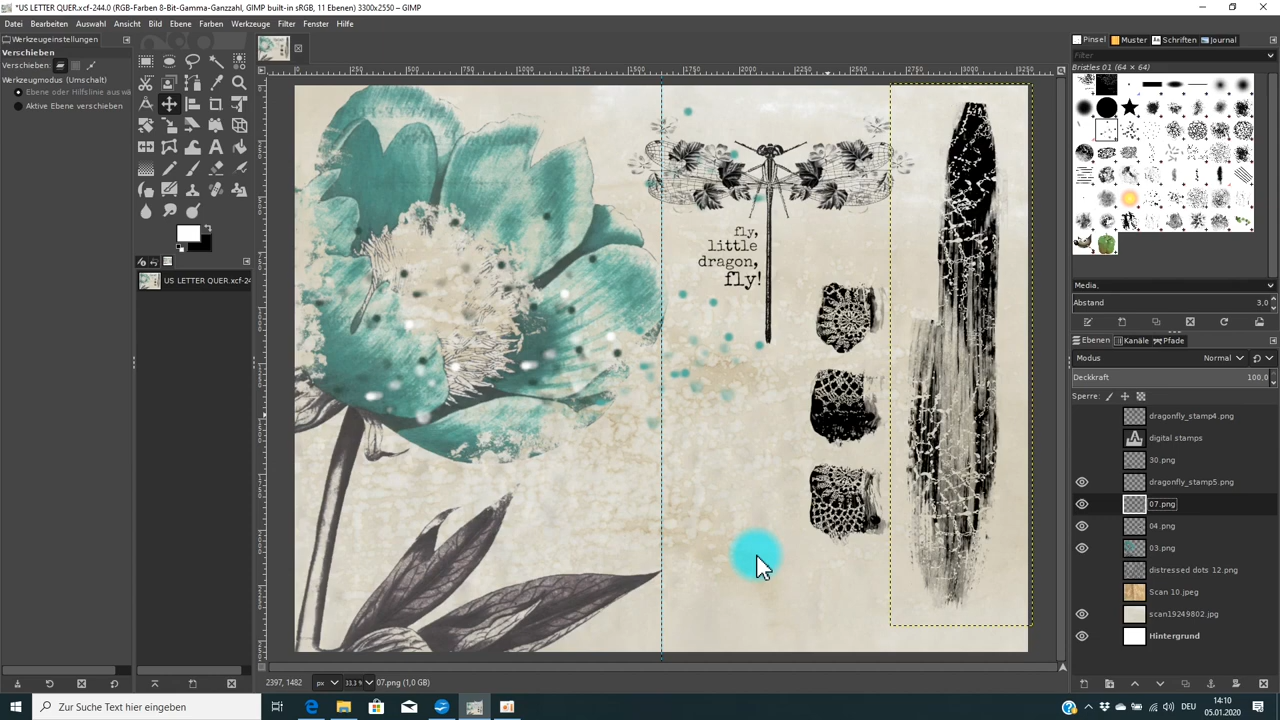 *US LETTER QUER.xcf-244.0 (RGB-Farben 8-Bit-Gamma-Ganzzahl, GIMP built-in sRGB, 11 Ebenen) 3300x2550 – GIMP
Datei Bearbeiten Auswahl Ansicht Bild Ebene Farben Werkzeuge Filter Fenster Hilfe
Werkzeugeinstellungen
Verschieben
Verschieben:
Werkzeugmodus (Umschalt)
Ebene oder Hilfslinie auswä
Aktive Ebene verschieben
US LETTER QUER.xcf-24
fly,
little
dragon,
fly!
2397, 1482 px 33,3 % 07.png (1,0 GB)
Pinsel Muster Schriften Journal
Filter
Bristles 01 (64 × 64)
Media,
Abstand 3,0
Ebenen Kanäle Pfade
Modus Normal
Deckkraft 100,0
Sperre:
dragonfly_stamp4.png
digital stamps
30.png
dragonfly_stamp5.png
07.png
04.png
03.png
distressed dots 12.png
Scan 10.jpeg
scan19249802.jpg
Hintergrund
Zur Suche Text hier eingeben
DEU
14:10
05.01.2020